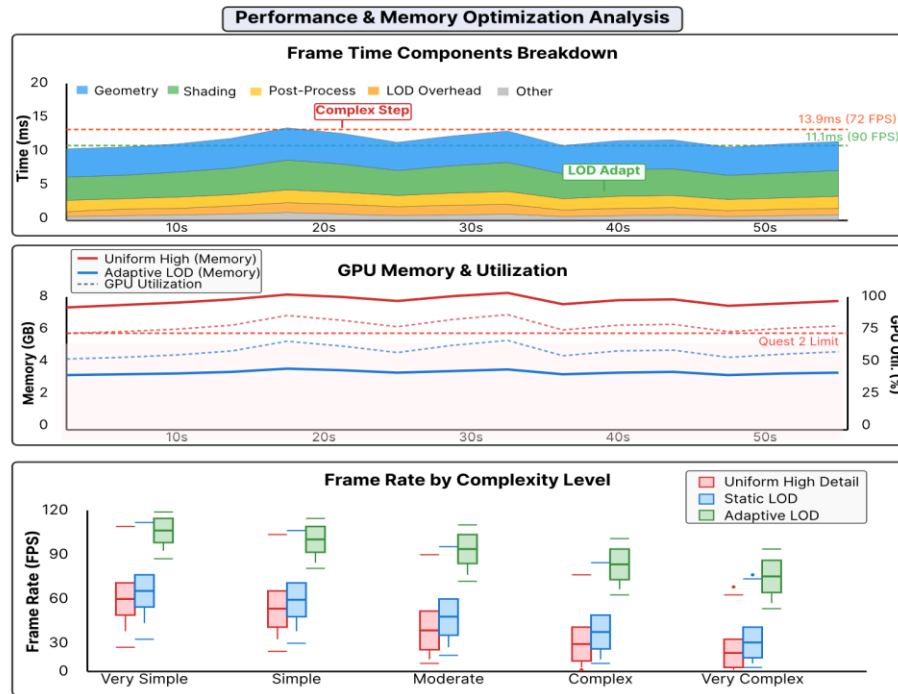 Performance & Memory Optimization Analysis
Frame Time Components Breakdown
Time (ms)
20
15
10
5
0
Geometry
Shading
Post-Process
LOD Overhead
Other
Complex Step
13.9ms (72 FPS)
11.1ms (90 FPS)
LOD Adapt
10s
20s
30s
40s
50s
GPU Memory & Utilization
Uniform High (Memory)
Adaptive LOD (Memory)
GPU Utilization
Memory (GB)
8
6
4
2
0
100
75
50
25
0
GPU Util. (%)
Quest 2 Limit
10s
20s
30s
40s
50s
Frame Rate by Complexity Level
Uniform High Detail
Static LOD
Adaptive LOD
Frame Rate (FPS)
120
90
60
30
0
Very Simple
Simple
Moderate
Complex
Very Complex